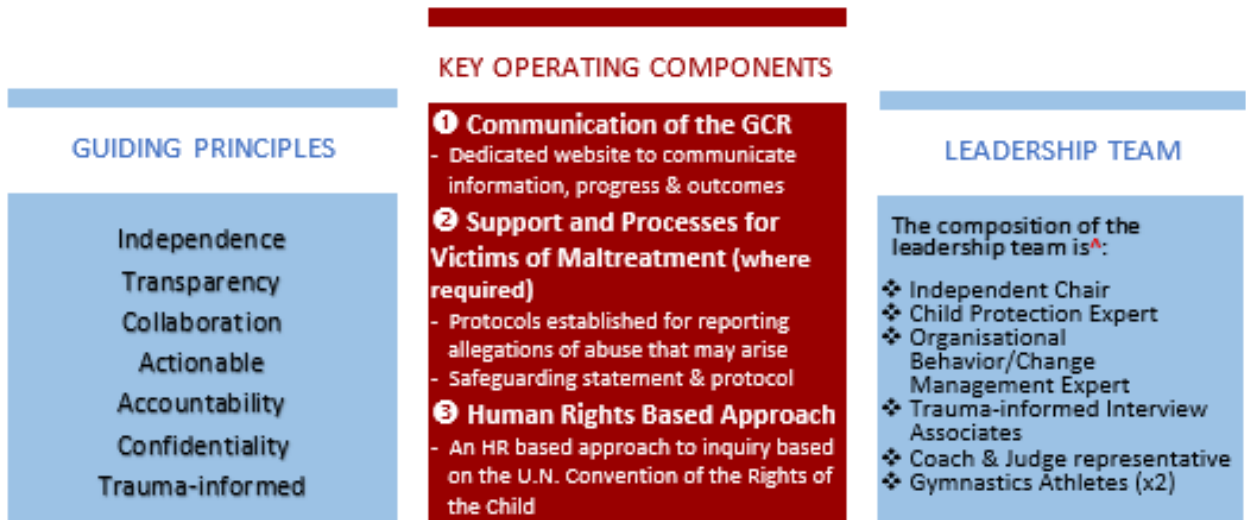 GUIDING PRINCIPLES
Independence
Transparency
Collaboration
Actionable
Accountability
Confidentiality
Trauma-informed
KEY OPERATING COMPONENTS
❶ Communication of the GCR
- Dedicated website to communicate
information, progress & outcomes
❷ Support and Processes for
Victims of Maltreatment (where
required)
- Protocols established for reporting
allegations of abuse that may arise
- Safeguarding statement & protocol
❸ Human Rights Based Approach
- An HR based approach to inquiry based
on the U.N. Convention of the Rights of
the Child
LEADERSHIP TEAM
The composition of the
leadership team is^:
❖ Independent Chair
❖ Child Protection Expert
❖ Organisational
Behavior/Change
Management Expert
❖ Trauma-informed Interview
Associates
❖ Coach & Judge representative
❖ Gymnastics Athletes (x2)